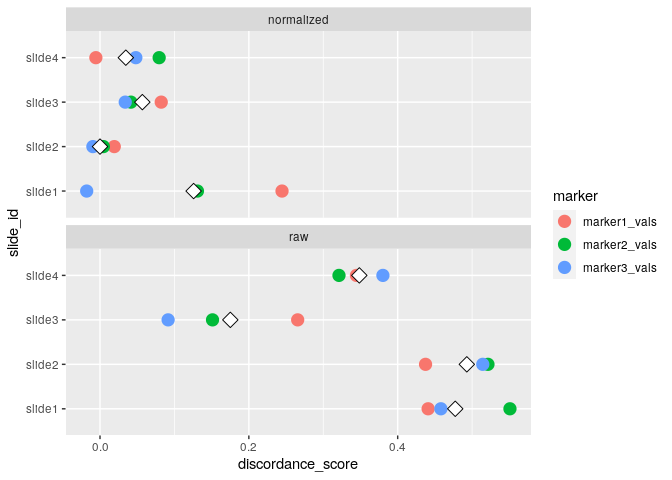 normalized
slide4
slide3
slide2
slide1
raw
slide4
slide3
slide2
slide1
0.0 0.2 0.4
discordance_score
slide_id
marker
marker1_vals
marker2_vals
marker3_vals